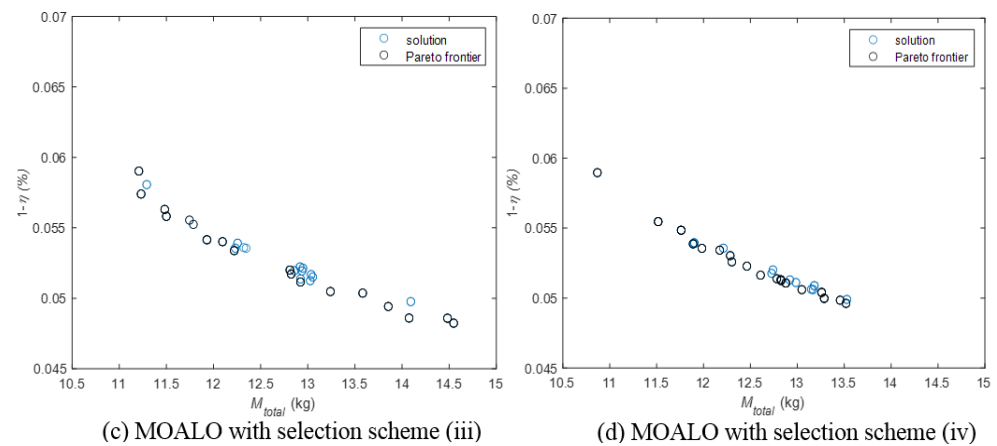 0.07
0.065
0.06
0.055
0.05
0.045
1-η (%)
10.5 11 11.5 12 12.5 13 13.5 14 14.5 15
M_total (kg)
solution
Pareto frontier
(c) MOALO with selection scheme (iii)
0.07
0.065
0.06
0.055
0.05
0.045
1-η (%)
10.5 11 11.5 12 12.5 13 13.5 14 14.5 15
M_total (kg)
solution
Pareto frontier
(d) MOALO with selection scheme (iv)